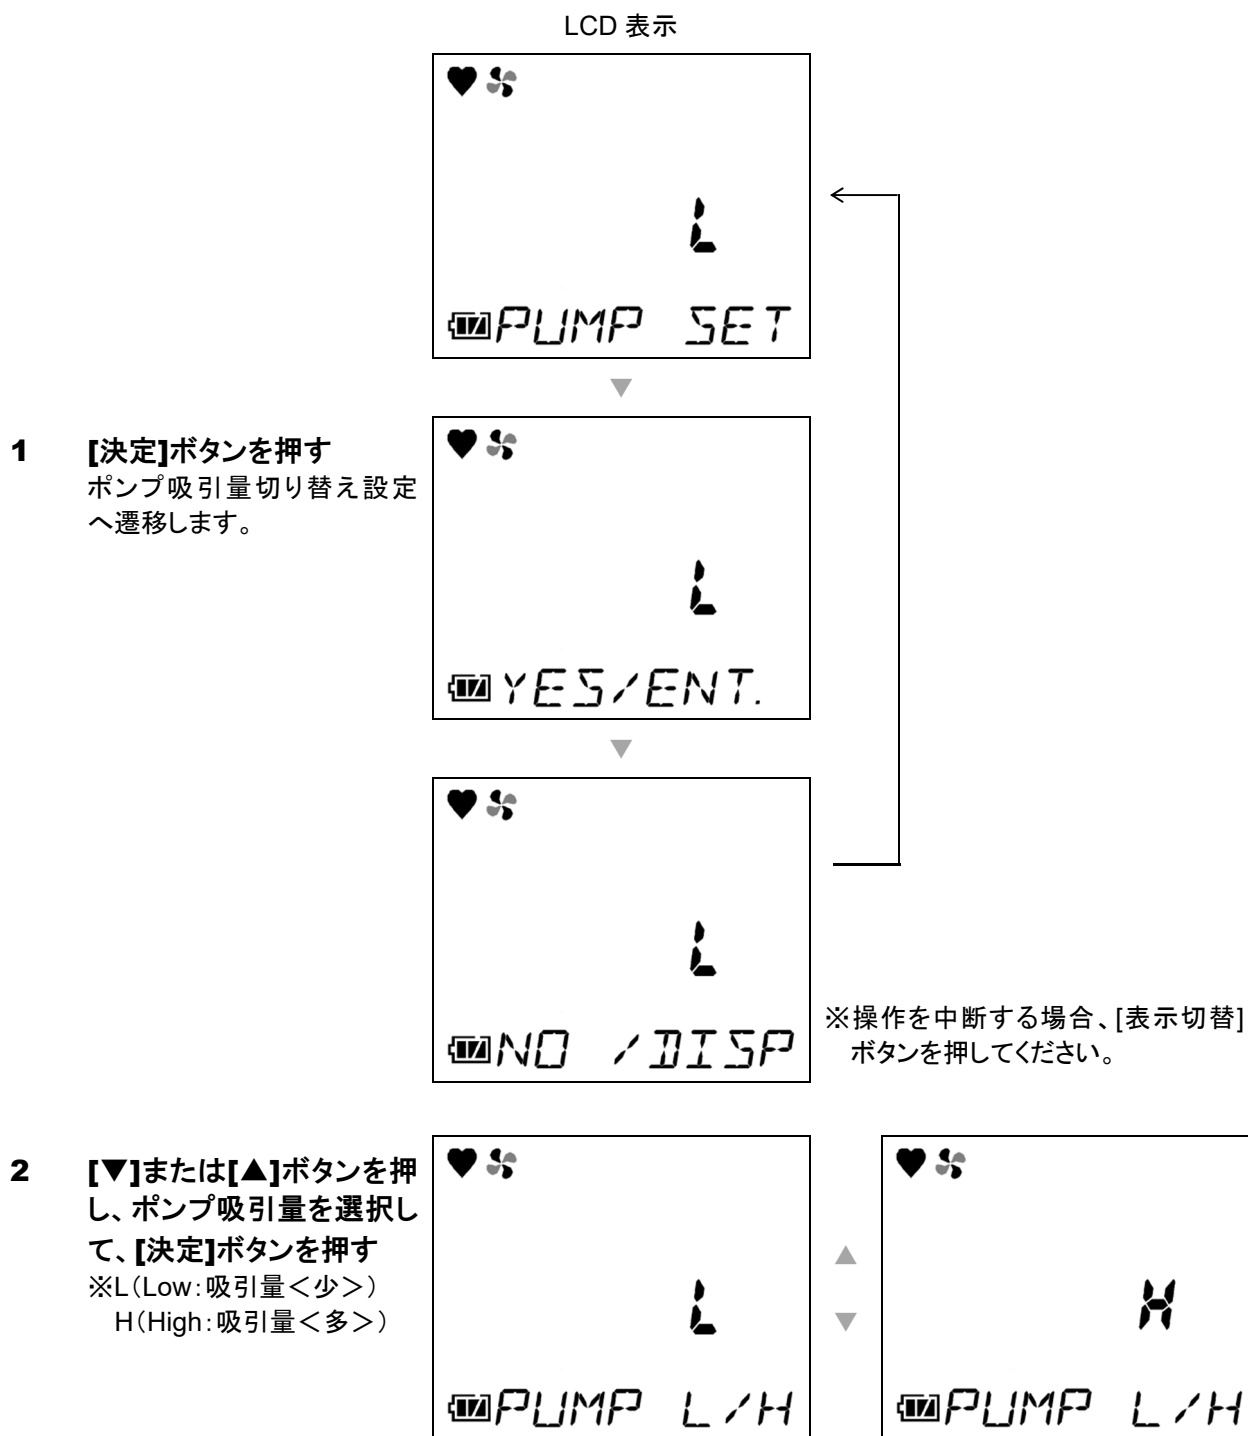 LCD 表示
L
PUMP SET
▼
1 [決定]ボタンを押す
ポンプ吸引量切り替え設定
へ遷移します。
L
YES/ENT.
▼
L
NO /DISP
※操作を中断する場合、[表示切替]
ボタンを押してください。
2 [▼]または[▲]ボタンを押
し、ポンプ吸引量を選択し
て、[決定]ボタンを押す
※L(Low:吸引量<少>)
H(High:吸引量<多>)
L
PUMP L/H
▲
▼
H
PUMP L/H